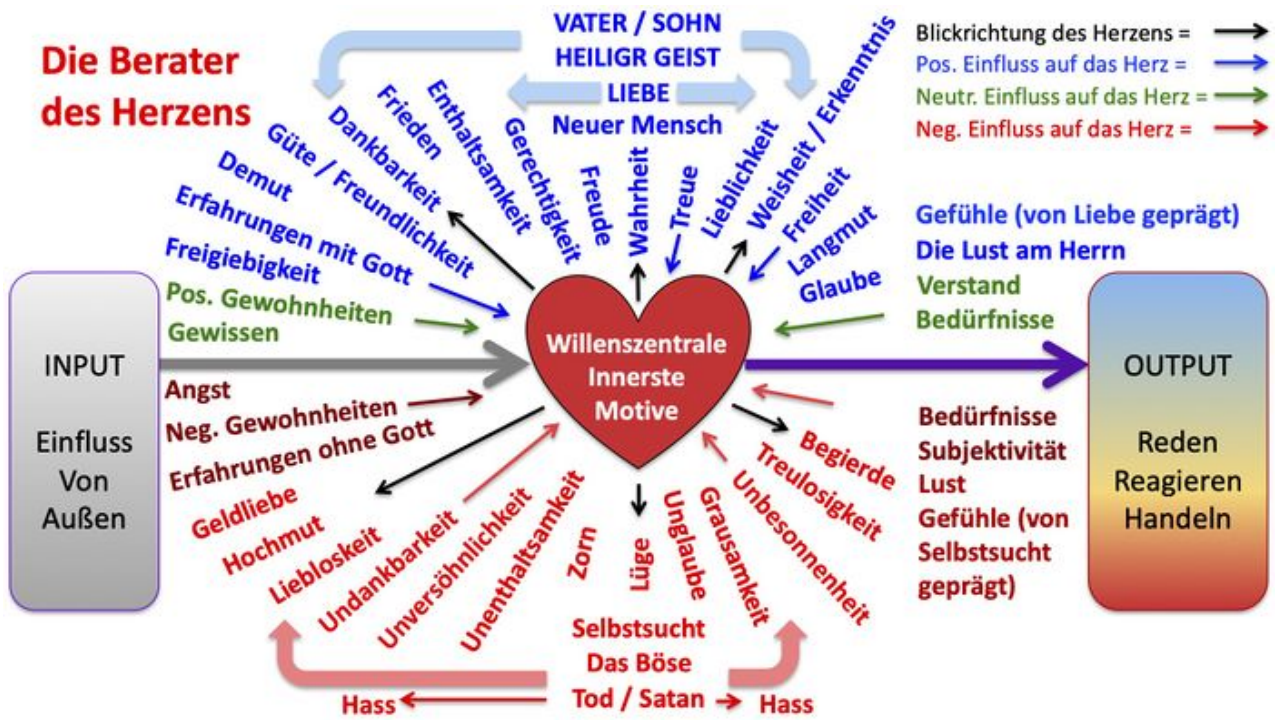 Die Berater
des Herzens
VATER / SOHN
HEILIGR GEIST
LIEBE
Neuer Mensch
Blickrichtung des Herzens =
Pos. Einfluss auf das Herz =
Neutr. Einfluss auf das Herz =
Neg. Einfluss auf das Herz =
Freigiebigkeit
Erfahrungen mit Gott
Demut
Güte / Freundlichkeit
Dankbarkeit
Frieden
Enthaltsamkeit
Gerechtigkeit
Freude
Wahrheit
Treue
Lieblichkeit
Weisheit / Erkenntnis
Freiheit
Langmut
Glaube
Gefühle (von Liebe geprägt)
Die Lust am Herrn
Verstand
Bedürfnisse
Pos. Gewohnheiten
Gewissen
INPUT
Einfluss
Von
Außen
Willenszentrale
Innerste
Motive
OUTPUT
Reden
Reagieren
Handeln
Angst
Neg. Gewohnheiten
Erfahrungen ohne Gott
Geldliebe
Hochmut
Liebloskeit
Undankbarkeit
Unversöhnlichkeit
Unenthaltsamkeit
Zorn
Lüge
Unglaube
Grausamkeit
Unbesonnenheit
Treulosigkeit
Begierde
Bedürfnisse
Subjektivität
Lust
Gefühle (von
Selbstsucht
geprägt)
Selbstsucht
Das Böse
Hass
Tod / Satan
Hass